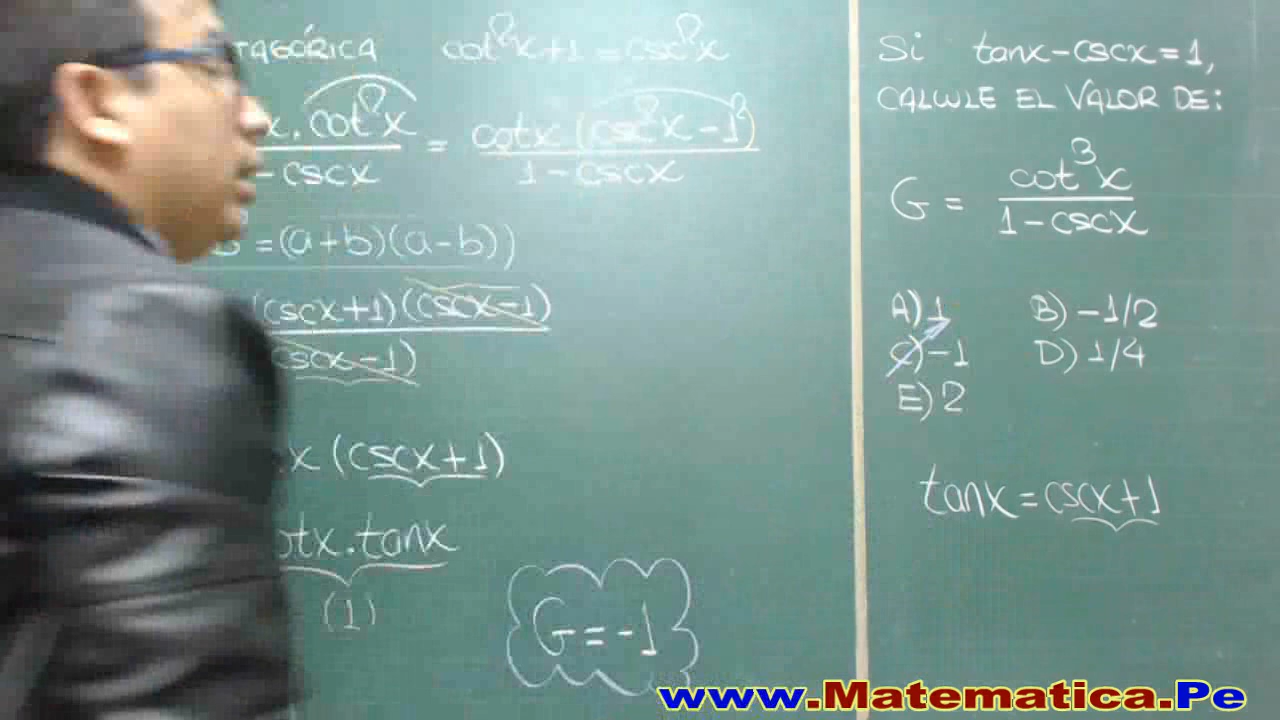 cot²x+1=csc²x
x.cot²x = cotx(csc²x-1²)
-cscx 1-cscx
=(a+b)(a-b))
(cscx+1)(cscx-1)
cscx-1)
x(cscx+1)
otx.tanx
(1)
G=-1
Si tanx-cscx=1,
CALCULE EL VALOR DE:
G= cot³x
1-cscx
A)1 B)-1/2
C)-1 D)1/4
E)2
tanx=cscx+1
www.Matematica.Pe